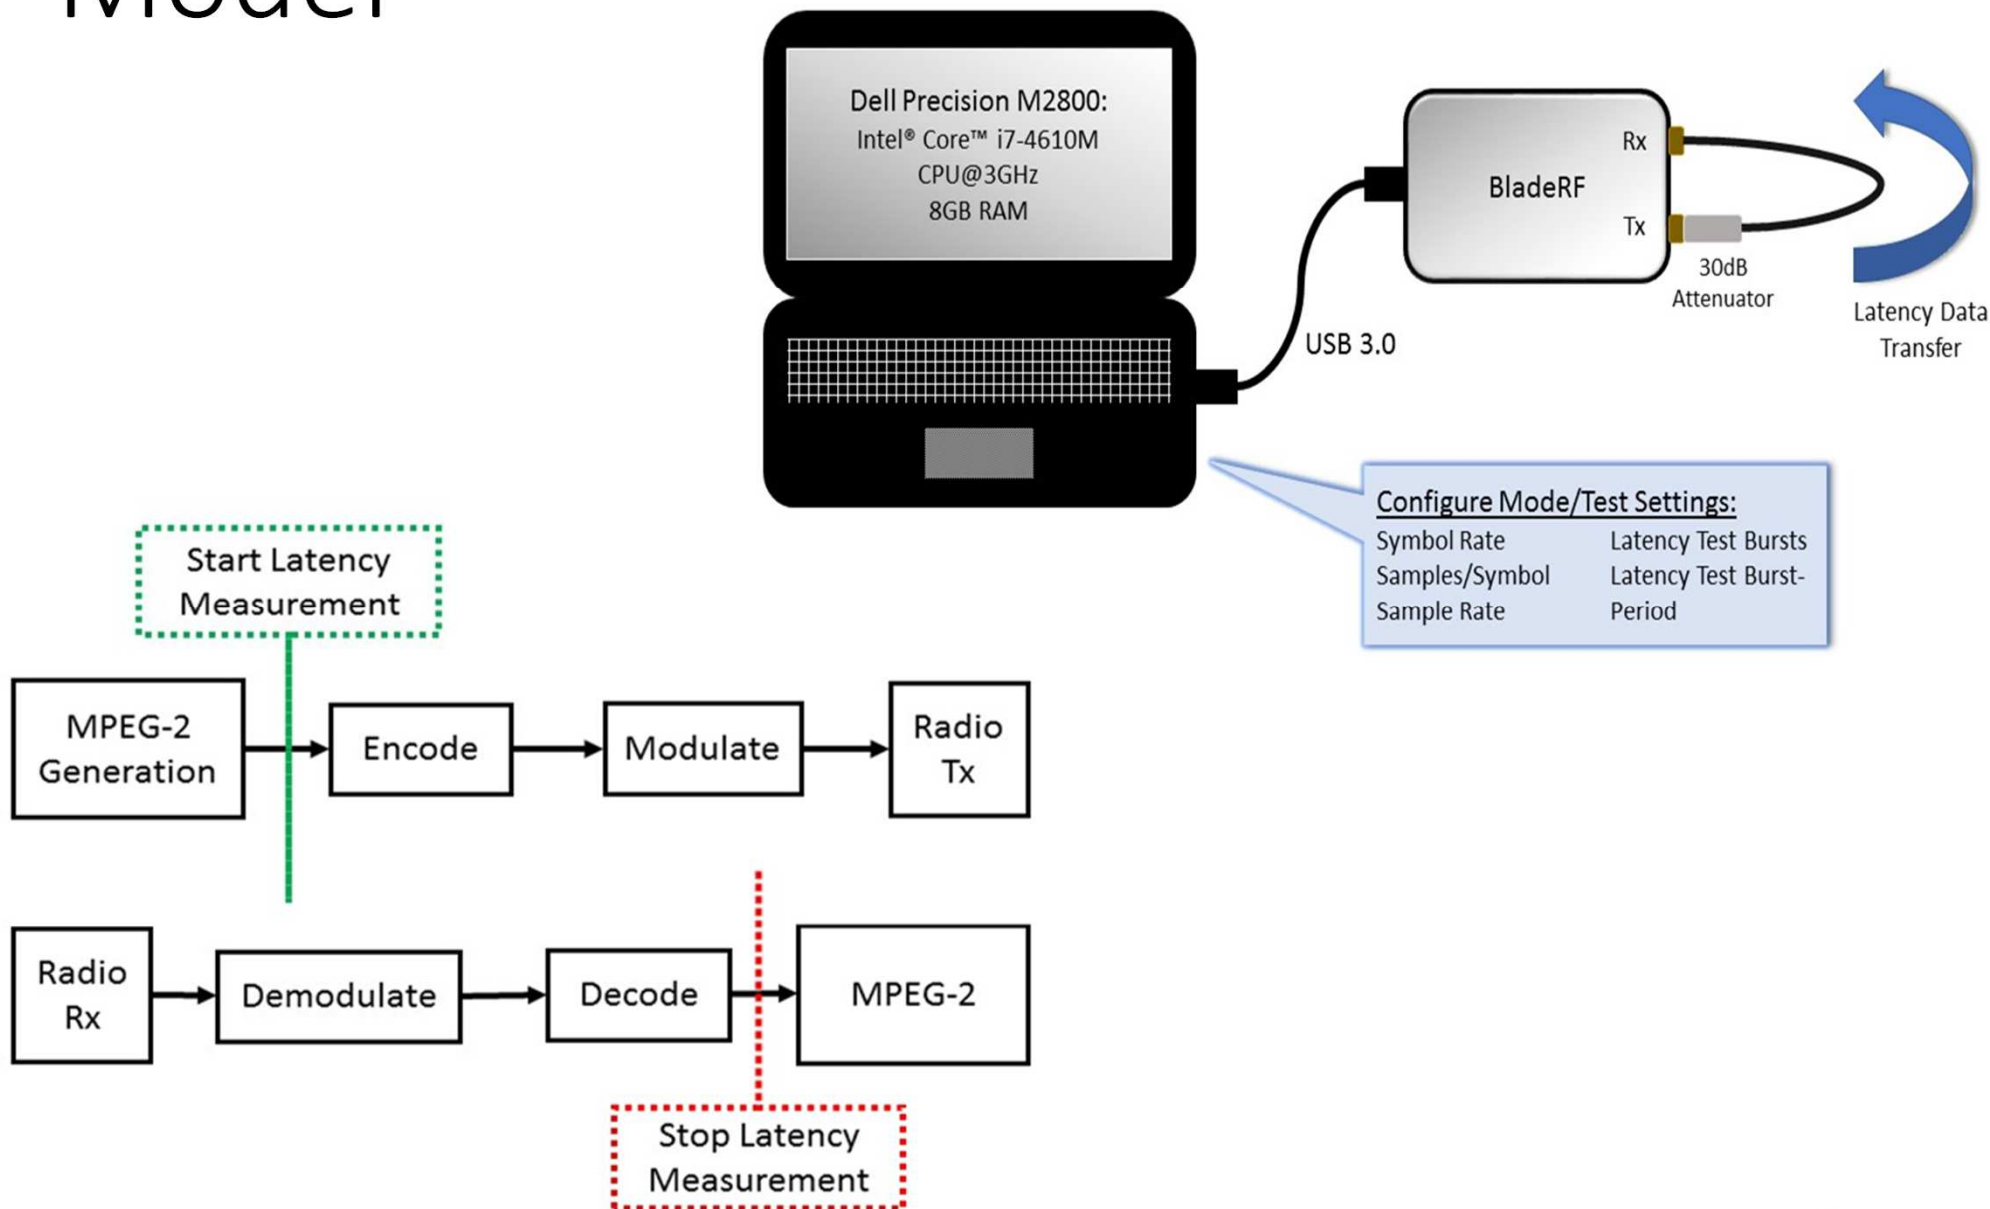 Model
Dell Precision M2800:
Intel® Core™ i7-4610M
CPU@3GHz
8GB RAM
Rx
BladeRF
Tx
30dB
Attenuator
Latency Data
Transfer
USB 3.0
Configure Mode/Test Settings:
Symbol Rate
Samples/Symbol
Sample Rate
Latency Test Bursts
Latency Test Burst-
Period
Start Latency
Measurement
MPEG-2
Generation
Encode
Modulate
Radio
Tx
Radio
Rx
Demodulate
Decode
MPEG-2
Stop Latency
Measurement